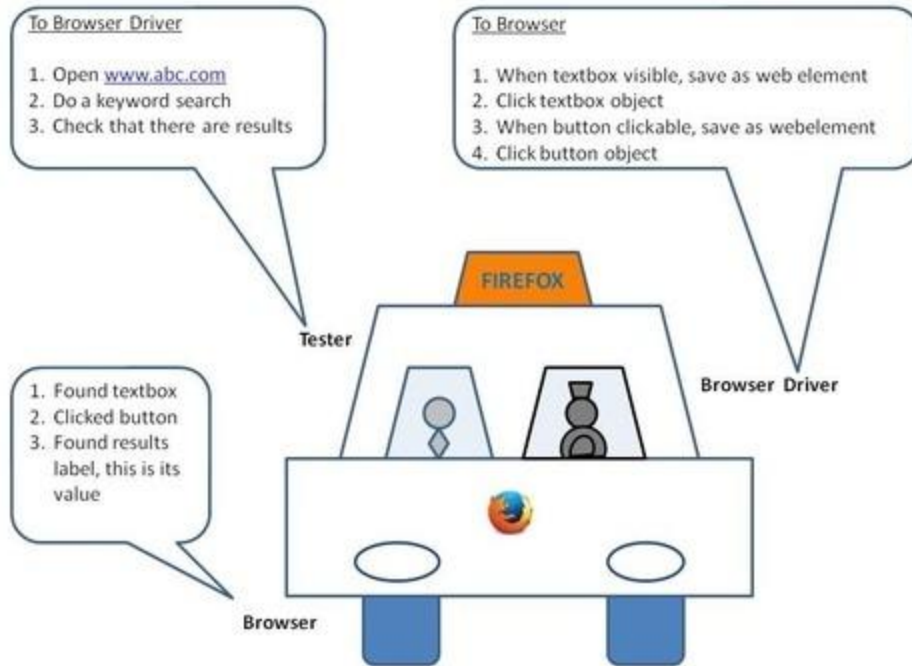 To Browser Driver
1. Open www.abc.com
2. Do a keyword search
3. Check that there are results
To Browser
1. When textbox visible, save as web element
2. Click textbox object
3. When button clickable, save as webelement
4. Click button object
FIREFOX
Tester
Browser Driver
1. Found textbox
2. Clicked button
3. Found results
label, this is its
value
Browser